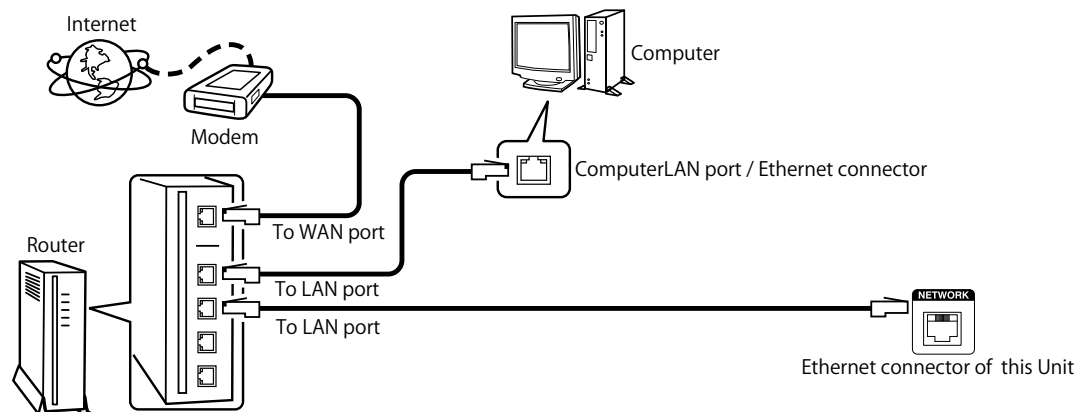 Internet
Computer
Modem
ComputerLAN port / Ethernet connector
To WAN port
Router
To LAN port
To LAN port
NETWORK
Ethernet connector of this Unit